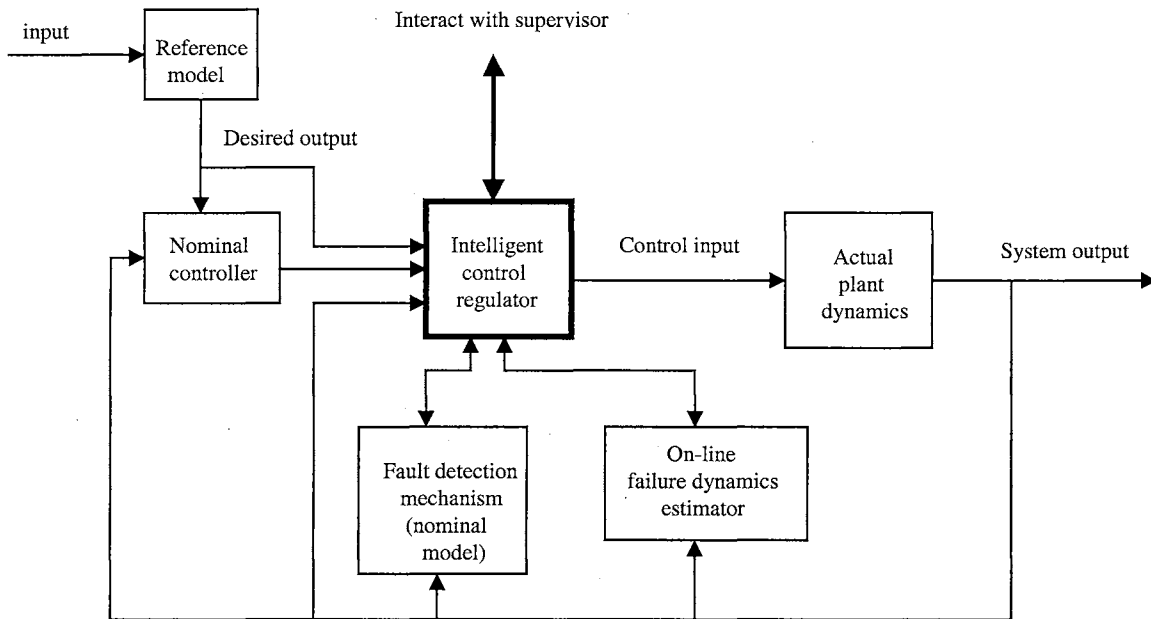 Interact with supervisor
input
Reference
model
Desired output
Nominal
controller
Intelligent
control
regulator
Control input
Actual
plant
dynamics
System output
Fault detection
mechanism
(nominal
model)
On-line
failure dynamics
estimator